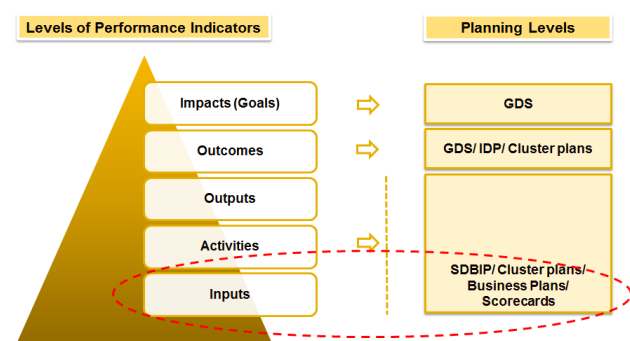 Levels of Performance Indicators
Planning Levels
Impacts (Goals)
GDS
Outcomes
GDS/ IDP/ Cluster plans
Outputs
Activities
Inputs
SDBIP/ Cluster plans/
Business Plans/
Scorecards